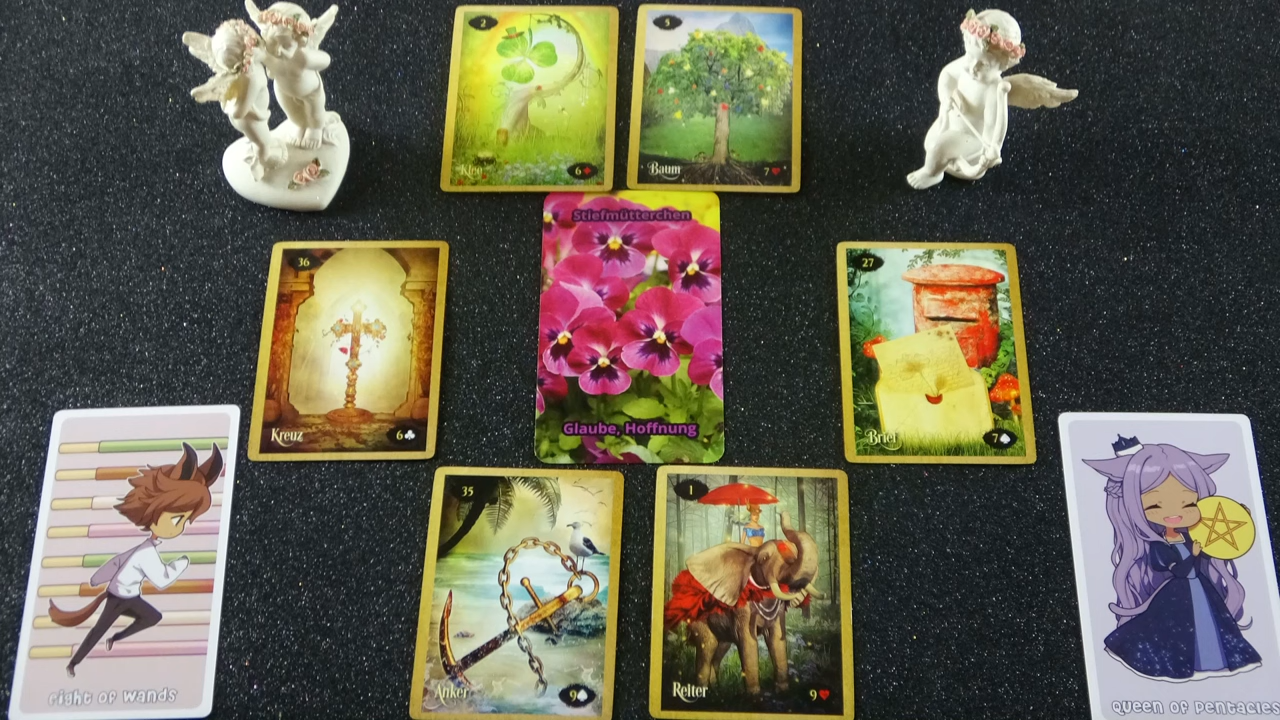 2
Klee
6
5
Baum
7
Stiefmütterchen
Glaube, Hoffnung
36
Kreuz
6
27
Brief
7
Eight of Wands
Queen of Pentacles
35
Anker
9
1
Reiter
9